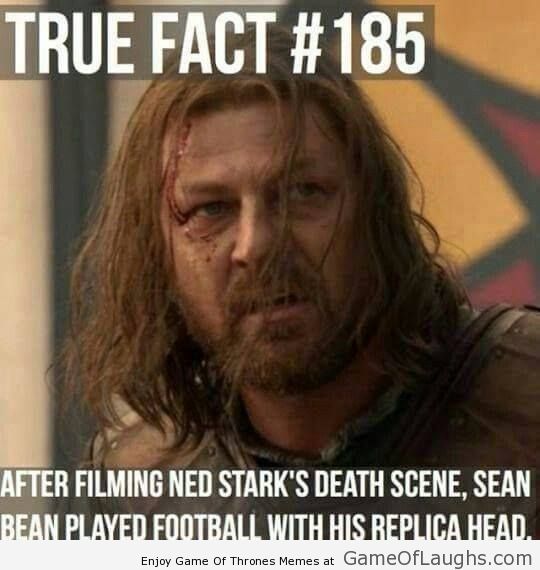 TRUE FACT #185
AFTER FILMING NED STARK'S DEATH SCENE, SEAN
BEAN PLAYED FOOTBALL WITH HIS REPLICA HEAD.
Enjoy Game Of Thrones Memes at GameOfLaughs.com